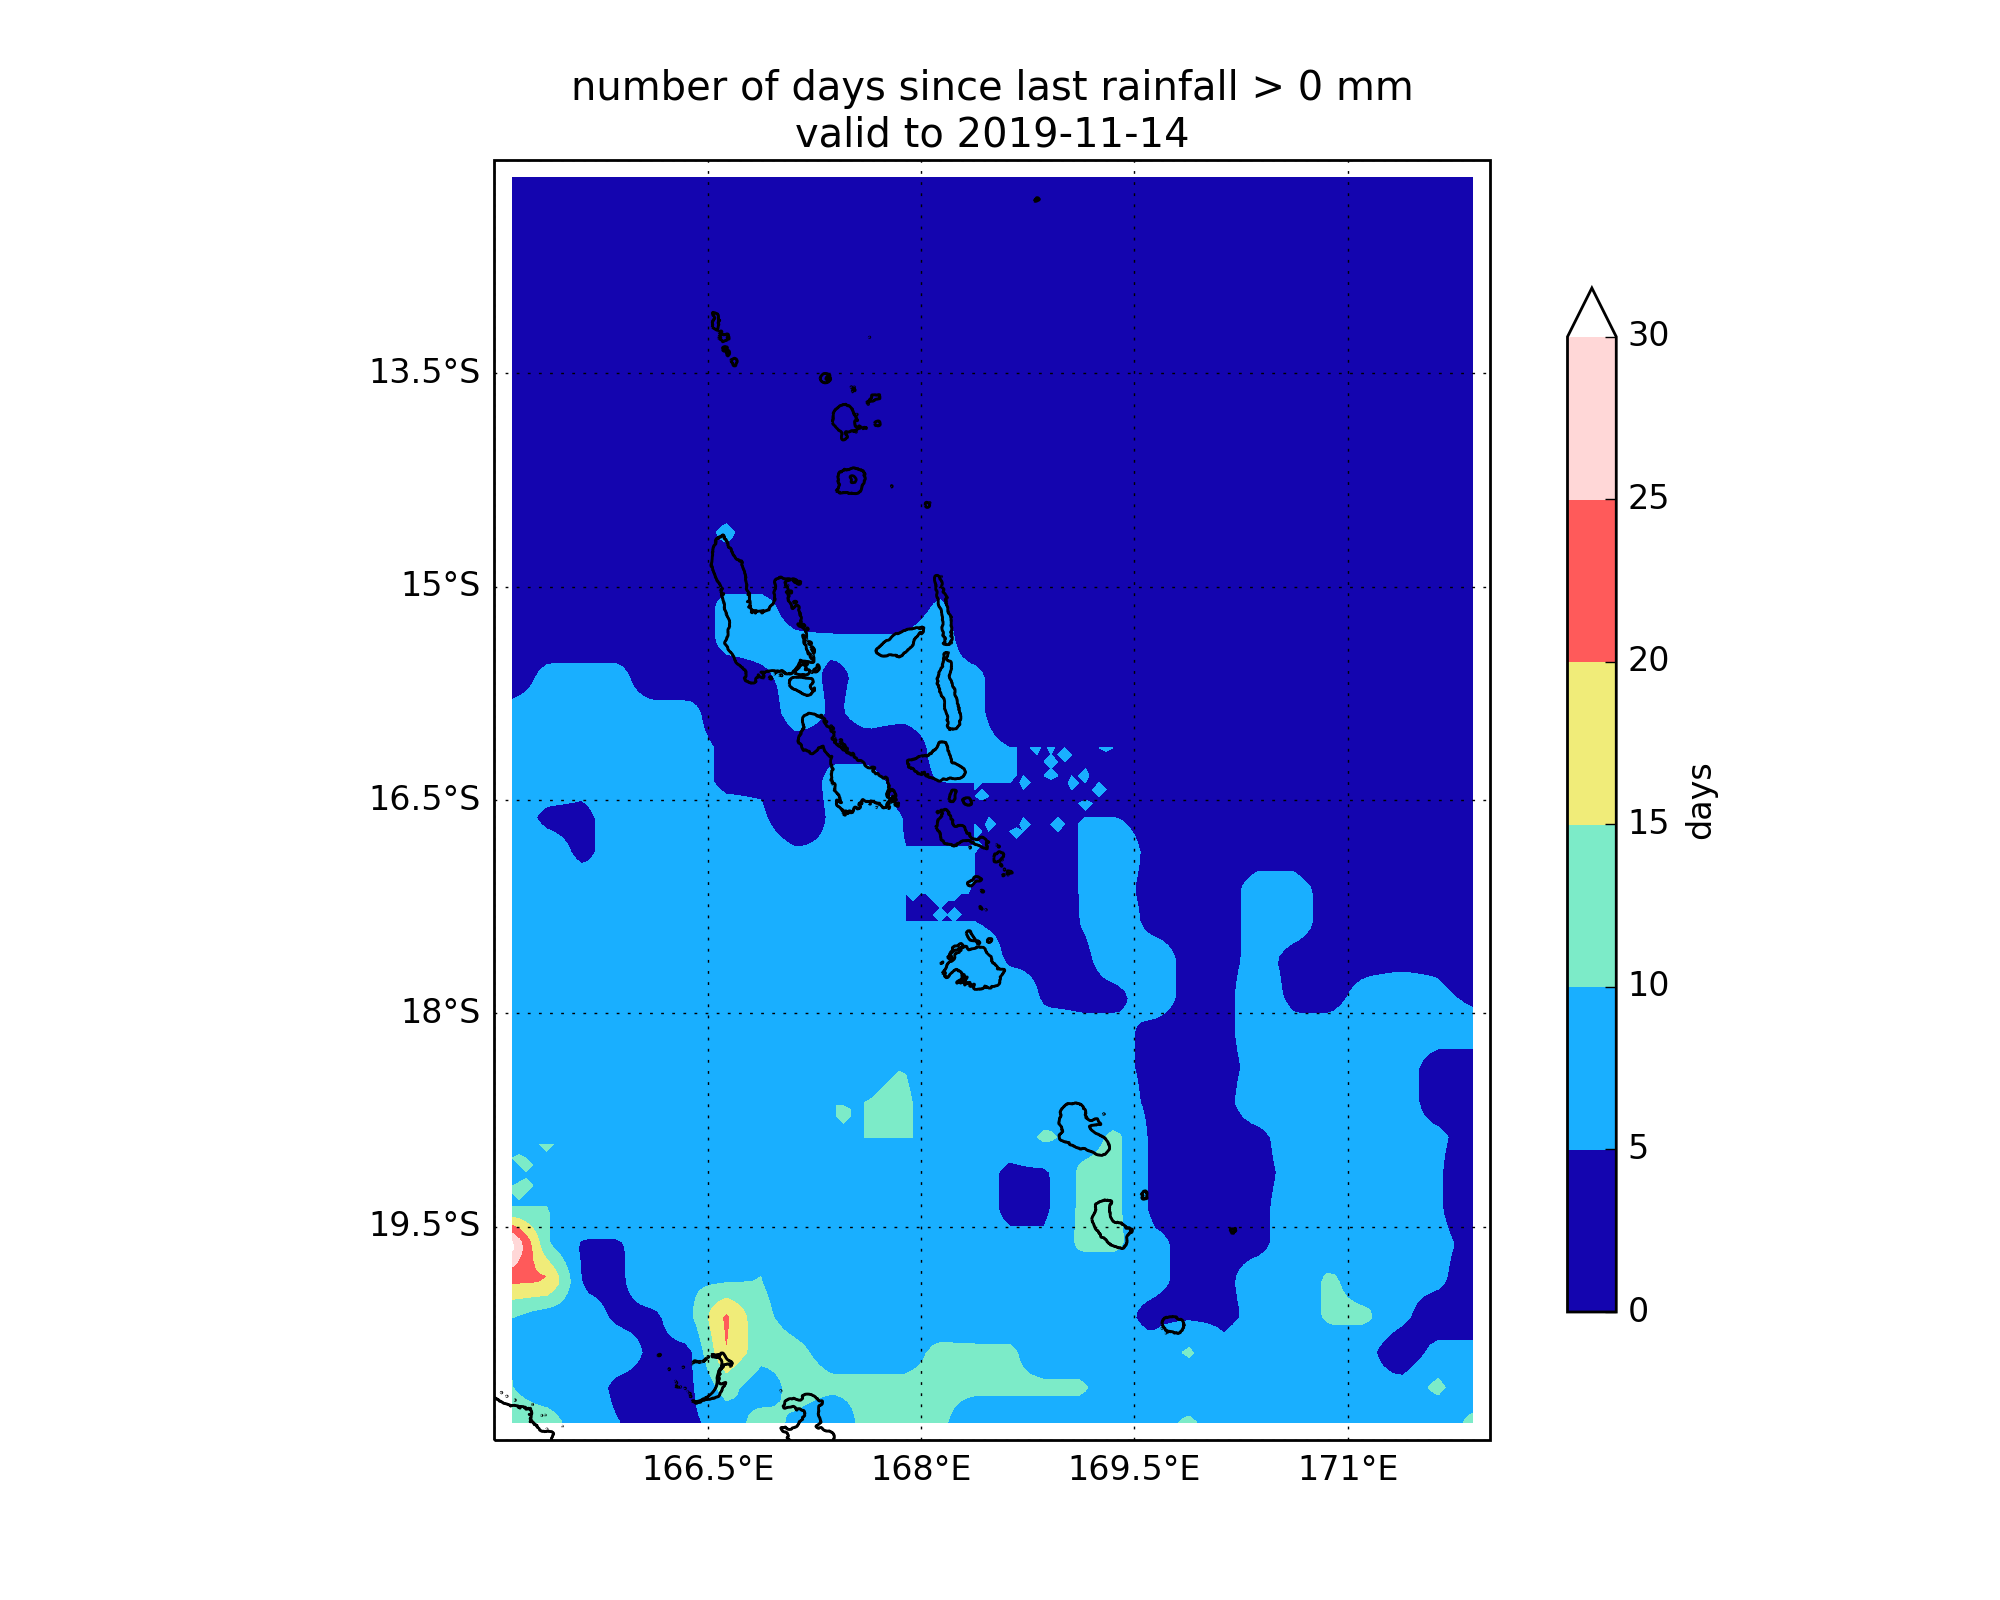 number of days since last rainfall > 0 mm
valid to 2019-11-14
13.5°S
15°S
16.5°S
18°S
19.5°S
166.5°E
168°E
169.5°E
171°E
30
25
20
15
10
5
0
days